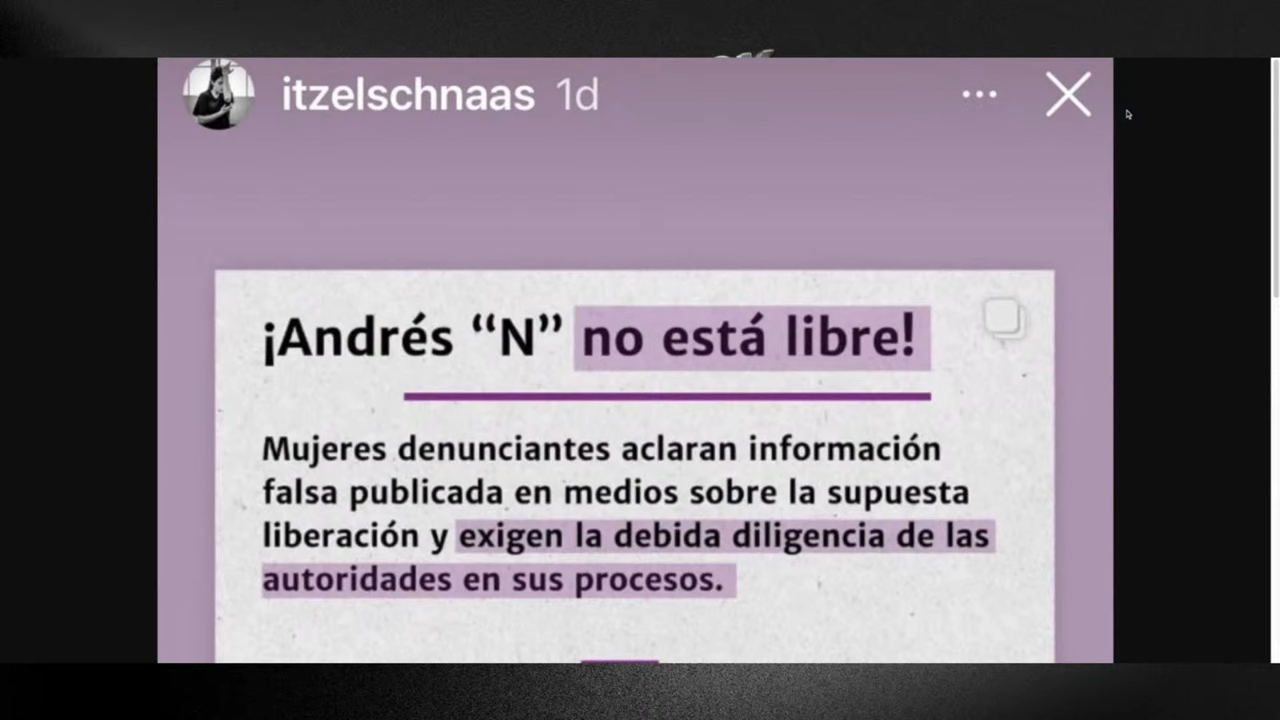 itzelschnaas 1d
¡Andrés “N” no está libre!
Mujeres denunciantes aclaran información
falsa publicada en medios sobre la supuesta
liberación y exigen la debida diligencia de las
autoridades en sus procesos.